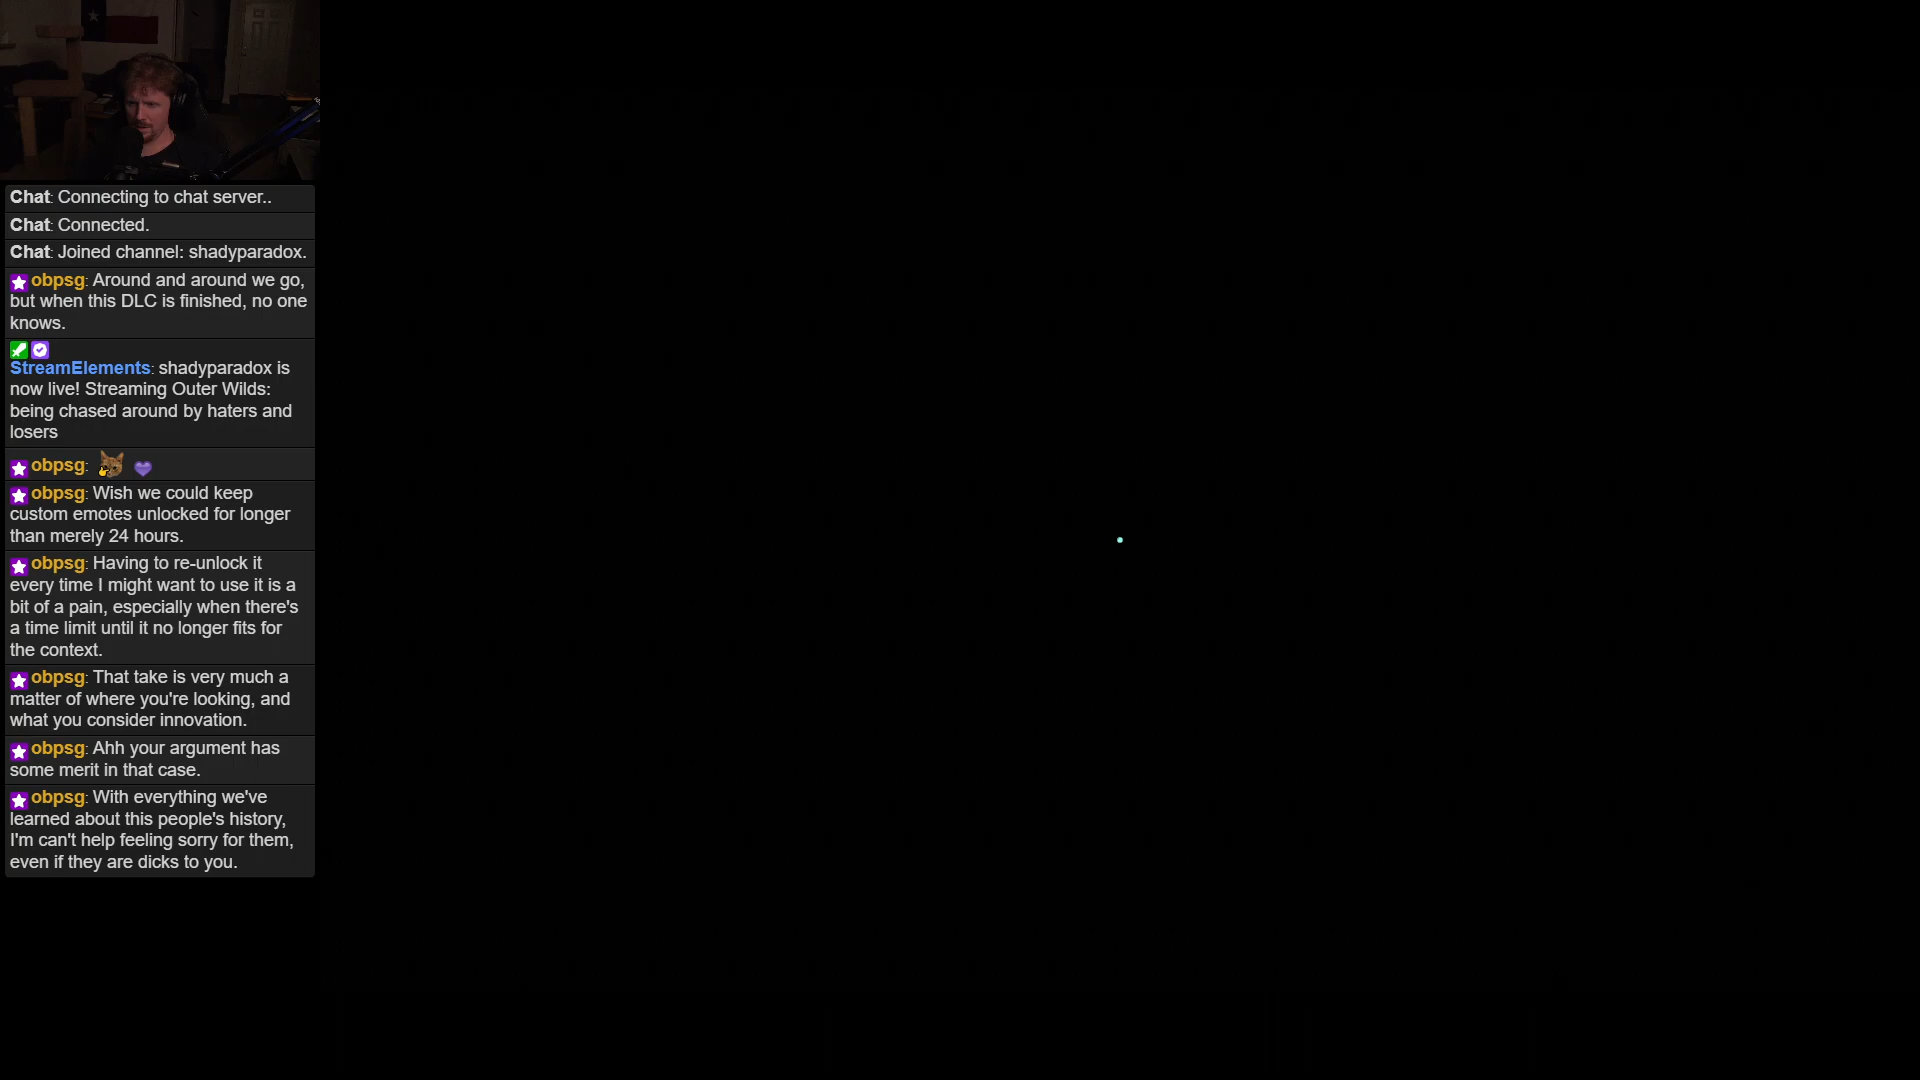 Chat: Connecting to chat server..
Chat: Connected.
Chat: Joined channel: shadyparadox.
obpsg: Around and around we go,
but when this DLC is finished, no one
knows.
StreamElements: shadyparadox is
now live! Streaming Outer Wilds:
being chased around by haters and
losers
obpsg:
obpsg: Wish we could keep
custom emotes unlocked for longer
than merely 24 hours.
obpsg: Having to re-unlock it
every time I might want to use it is a
bit of a pain, especially when there's
a time limit until it no longer fits for
the context.
obpsg: That take is very much a
matter of where you're looking, and
what you consider innovation.
obpsg: Ahh your argument has
some merit in that case.
obpsg: With everything we've
learned about this people's history,
I'm can't help feeling sorry for them,
even if they are dicks to you.